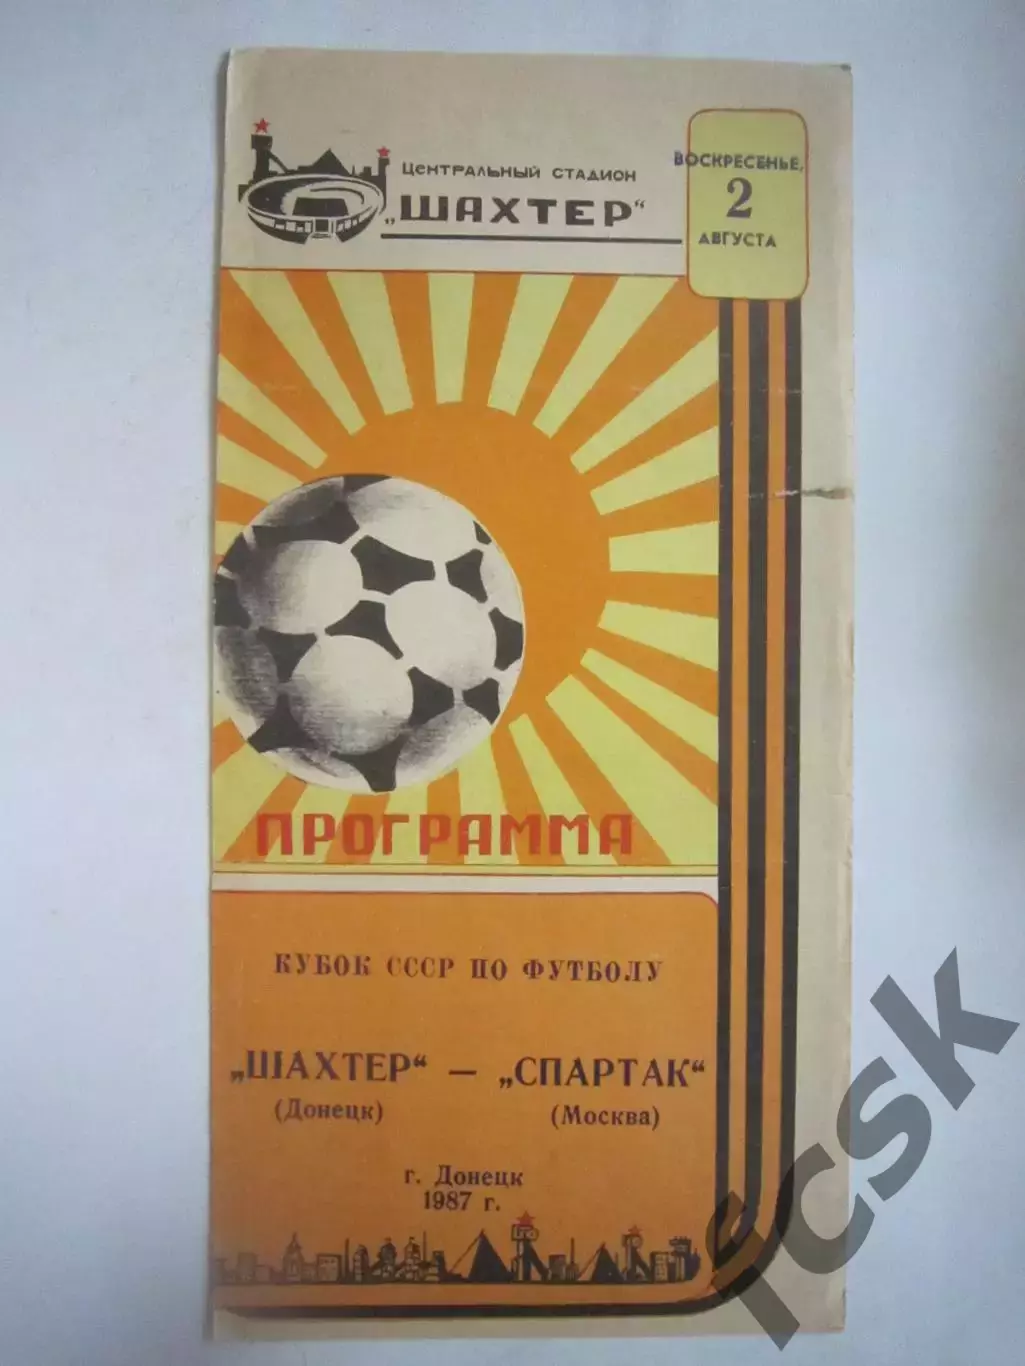 ЦЕНТРАЛЬНЫЙ СТАДИОН
„ШАХТЕР“
ВОСКРЕСЕНЬЕ,
2
АВГУСТА
ПРОГРАММА
КУБОК СССР ПО ФУТБОЛУ
„ШАХТЕР“ — „СПАРТАК“
(Донецк) (Москва)
г. Донецк
1987 г.
fcsk